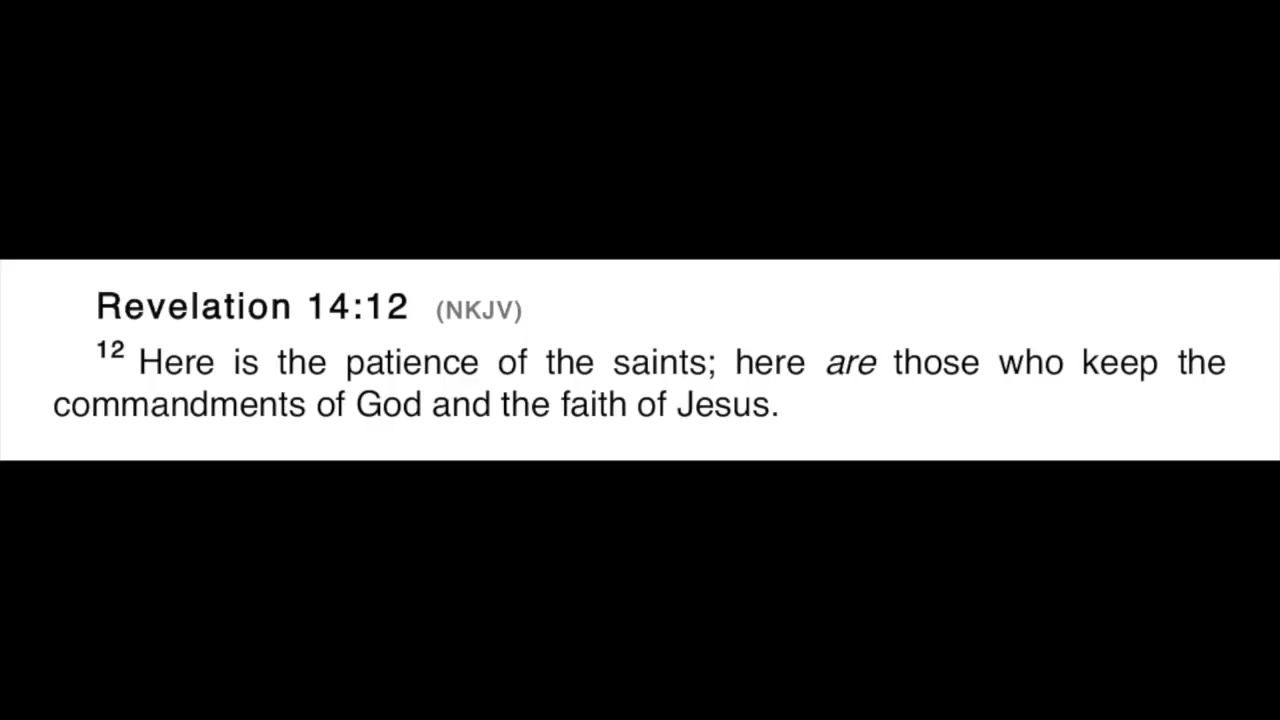 Revelation 14:12 (NKJV)
12 Here is the patience of the saints; here are those who keep the
commandments of God and the faith of Jesus.